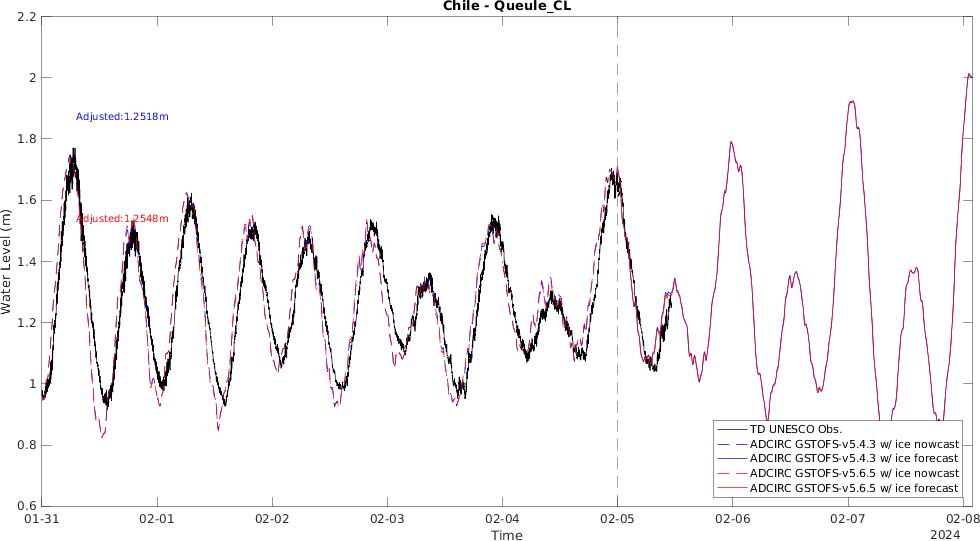 Chile - Queule_CL
2.2
2
1.8
1.6
1.4
1.2
1
0.8
0.6
Water Level (m)
Adjusted:1.2518m
Adjusted:1.2548m
TD UNESCO Obs.
ADCIRC GSTOFS-v5.4.3 w/ ice nowcast
ADCIRC GSTOFS-v5.4.3 w/ ice forecast
ADCIRC GSTOFS-v5.6.5 w/ ice nowcast
ADCIRC GSTOFS-v5.6.5 w/ ice forecast
01-31 02-01 02-02 02-03 02-04 02-05 02-06 02-07 02-08
Time
2024